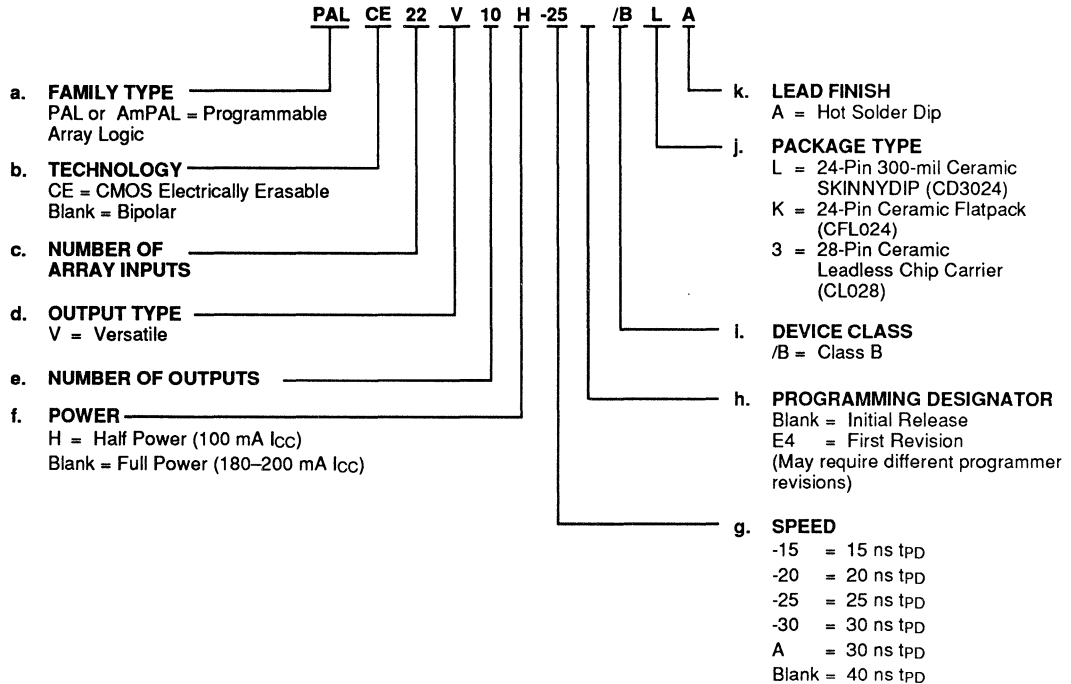 PAL CE 22 V 10 H -25 /B L A
a. FAMILY TYPE
PAL or AmPAL = Programmable
Array Logic
b. TECHNOLOGY
CE = CMOS Electrically Erasable
Blank = Bipolar
c. NUMBER OF
ARRAY INPUTS
d. OUTPUT TYPE
V = Versatile
e. NUMBER OF OUTPUTS
f. POWER
H = Half Power (100 mA ICC)
Blank = Full Power (180–200 mA ICC)
k. LEAD FINISH
A = Hot Solder Dip
j. PACKAGE TYPE
L = 24-Pin 300-mil Ceramic
SKINNYDIP (CD3024)
K = 24-Pin Ceramic Flatpack
(CFL024)
3 = 28-Pin Ceramic
Leadless Chip Carrier
(CL028)
i. DEVICE CLASS
/B = Class B
h. PROGRAMMING DESIGNATOR
Blank = Initial Release
E4 = First Revision
(May require different programmer
revisions)
g. SPEED
-15 = 15 ns tPD
-20 = 20 ns tPD
-25 = 25 ns tPD
-30 = 30 ns tPD
A = 30 ns tPD
Blank = 40 ns tPD